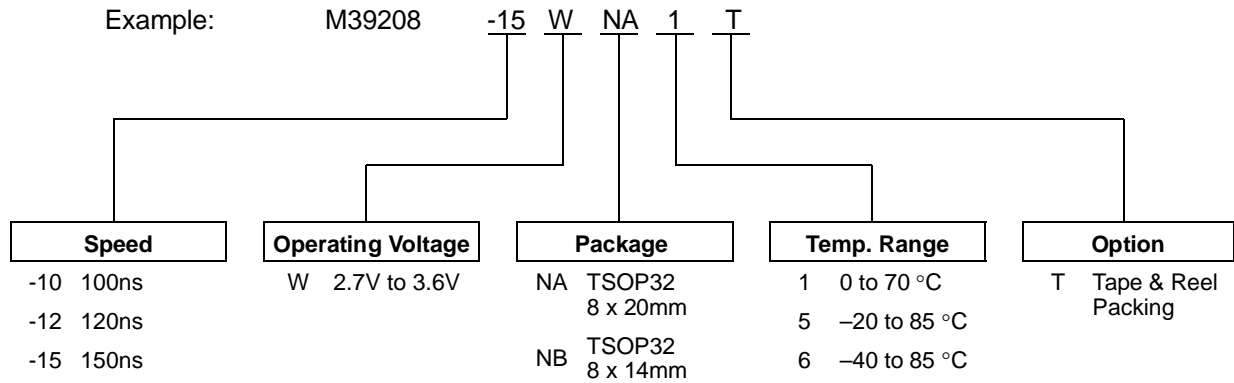 Example: M39208 -15 W NA 1 T
Speed Operating Voltage Package Temp. Range Option
-10 100ns W 2.7V to 3.6V NA TSOP32 1 0 to 70 °C T Tape & Reel
8 x 20mm Packing
-12 120ns 5 –20 to 85 °C
NB TSOP32
-15 150ns 6 –40 to 85 °C
8 x 14mm